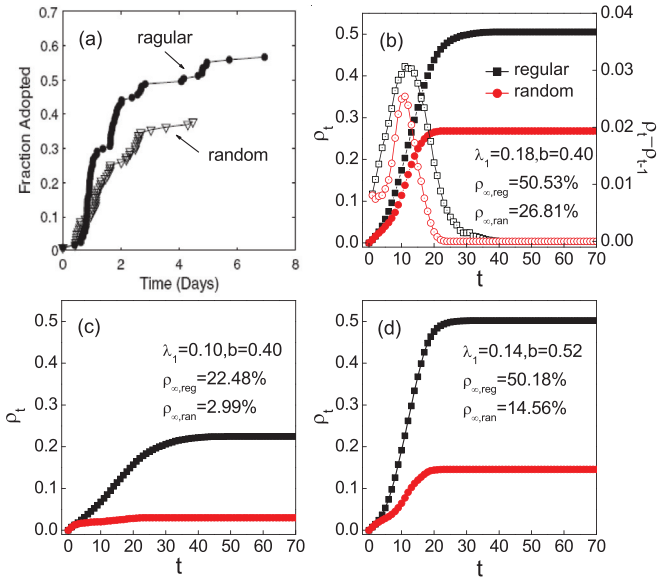 (a)
ragular
random
Fraction Adopted
0.7
0.6
0.5
0.4
0.3
0.2
0.1
0
0 2 4 6 8
Time (Days)
(b)
regular
random
λ₁=0.18,b=0.40
ρ∞,reg=50.53%
ρ∞,ran=26.81%
ρt
0.5
0.4
0.3
0.2
0.1
0.0
0.04
0.03
0.02
0.01
0.00
ρt-ρt-1
0 10 20 30 40 50 60 70
t
(c)
λ₁=0.10,b=0.40
ρ∞,reg=22.48%
ρ∞,ran=2.99%
ρt
0.5
0.4
0.3
0.2
0.1
0.0
0 10 20 30 40 50 60 70
t
(d)
λ₁=0.14,b=0.52
ρ∞,reg=50.18%
ρ∞,ran=14.56%
ρt
0.5
0.4
0.3
0.2
0.1
0.0
0 10 20 30 40 50 60 70
t